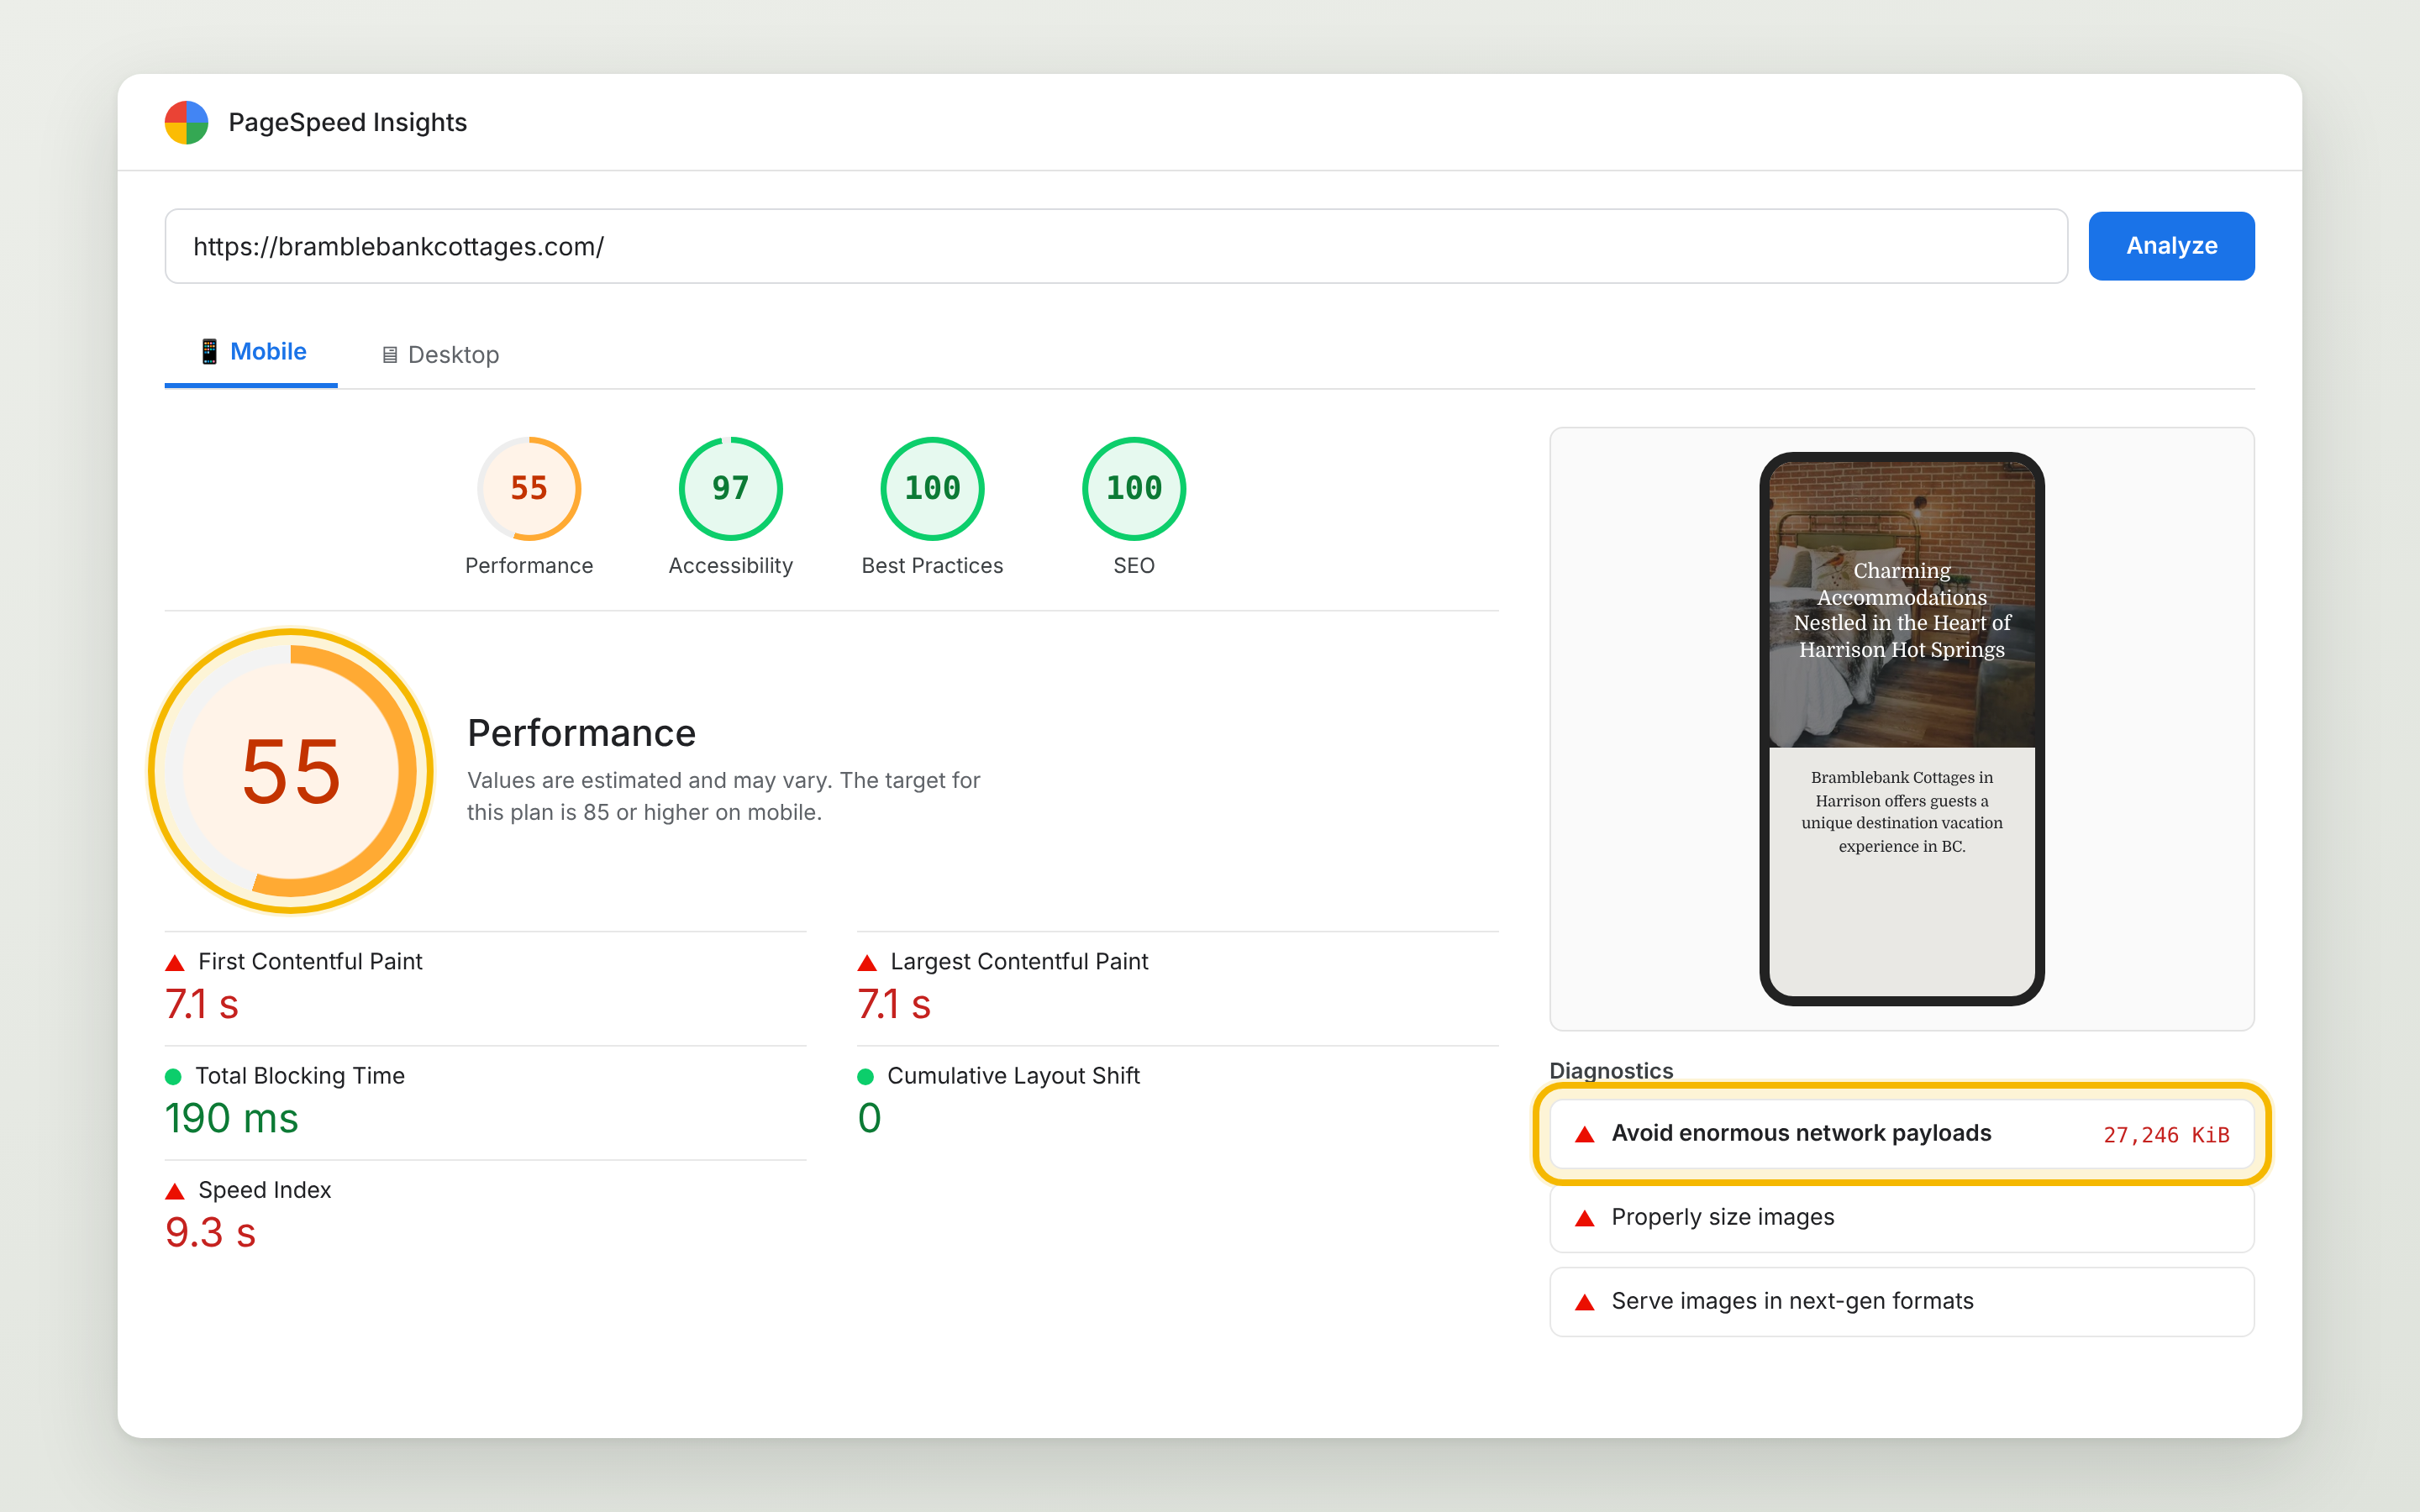 PageSpeed Insights
https://bramblebankcottages.com/
Analyze
Mobile
Desktop
55
97
100
100
Performance
Accessibility
Best Practices
SEO
55
Performance
Values are estimated and may vary. The target for
this plan is 85 or higher on mobile.
First Contentful Paint
7.1 s
Largest Contentful Paint
7.1 s
Total Blocking Time
190 ms
Cumulative Layout Shift
0
Speed Index
9.3 s
Charming
Accommodations
Nestled in the Heart of
Harrison Hot Springs
Bramblebank Cottages in
Harrison offers guests a
unique destination vacation
experience in BC.
Diagnostics
Avoid enormous network payloads
27,246 KiB
Properly size images
Serve images in next-gen formats